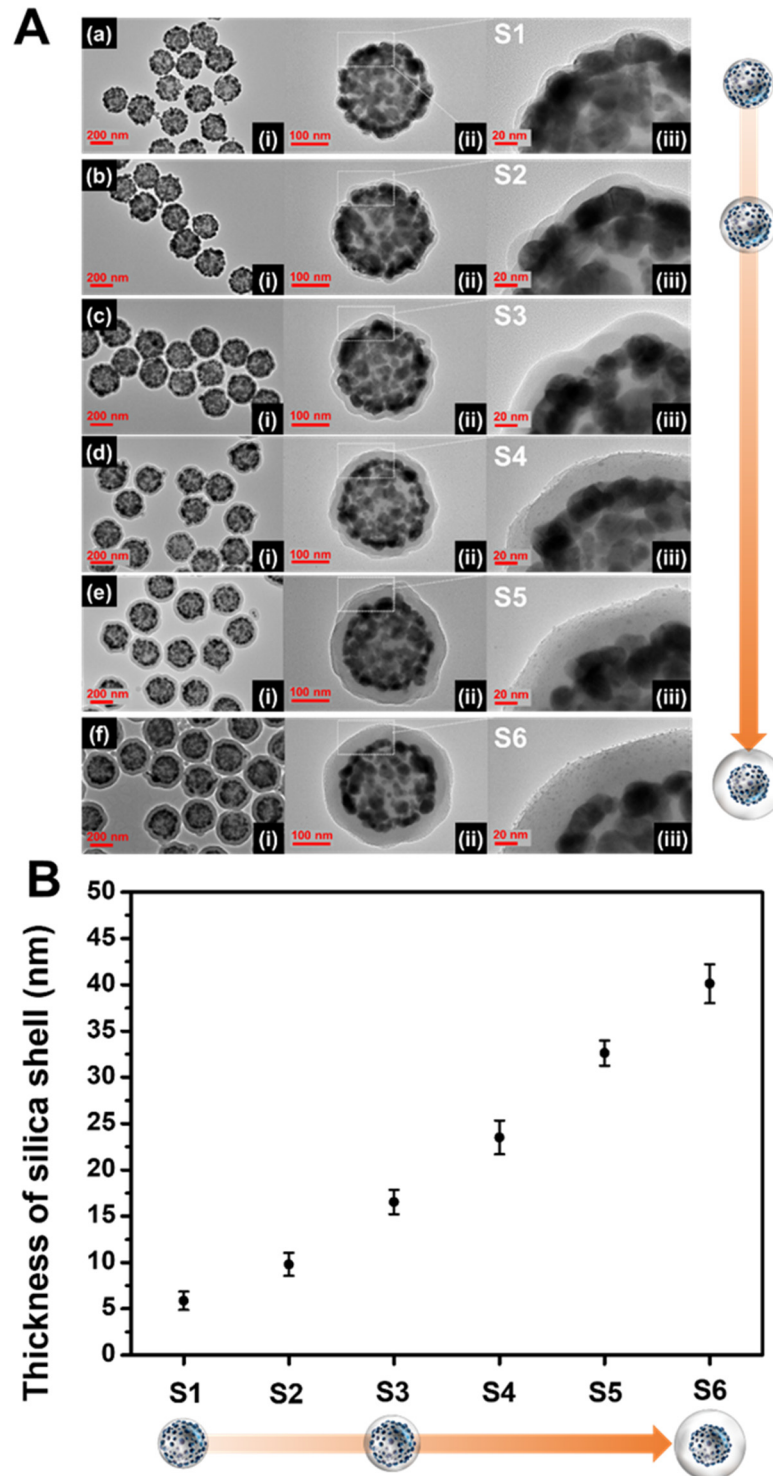 A
(a)
200 nm
(i)
100 nm
(ii)
S1
20 nm
(iii)
(b)
200 nm
(i)
100 nm
(ii)
S2
20 nm
(iii)
(c)
200 nm
(i)
100 nm
(ii)
S3
20 nm
(iii)
(d)
200 nm
(i)
100 nm
(ii)
S4
20 nm
(iii)
(e)
200 nm
(i)
100 nm
(ii)
S5
20 nm
(iii)
(f)
200 nm
(i)
100 nm
(ii)
S6
20 nm
(iii)
B
Thickness of silica shell (nm)
50
45
40
35
30
25
20
15
10
5
0
S1 S2 S3 S4 S5 S6